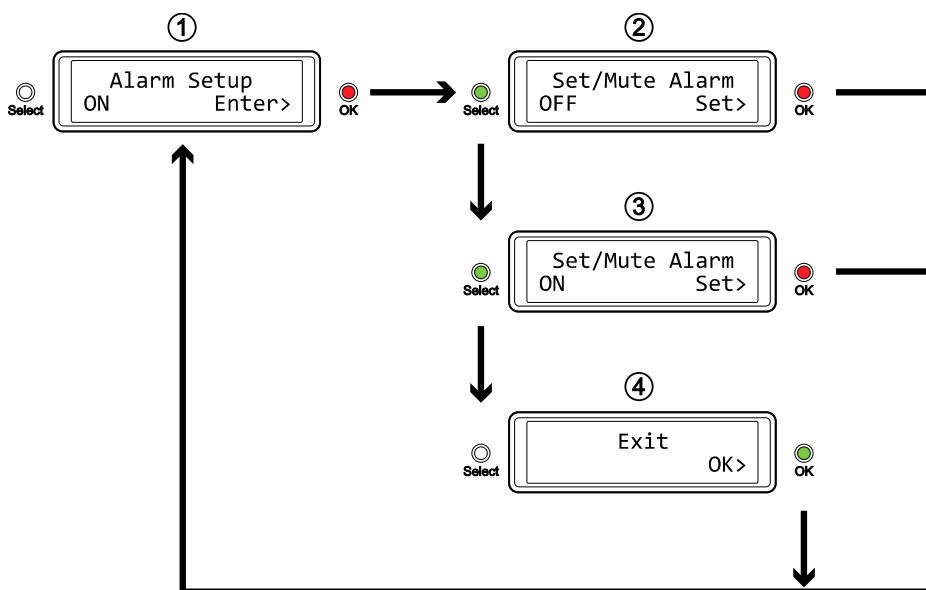 ①
Alarm Setup
ON Enter>
Select
OK
②
Set/Mute Alarm
OFF Set>
Select
OK
③
Set/Mute Alarm
ON Set>
Select
OK
④
Exit
OK>
Select
OK